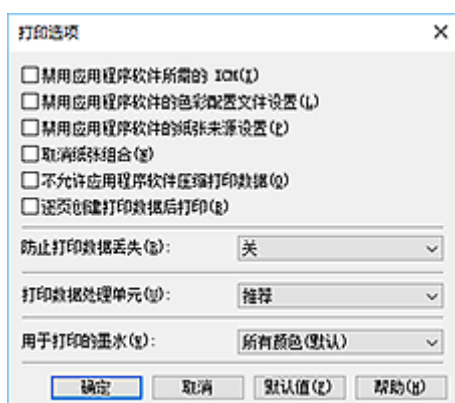 打印选项
禁用应用程序软件所需的 ICM(I)
禁用应用程序软件的色彩配置文件设置(L)
禁用应用程序软件的纸张来源设置(P)
取消纸张组合(N)
不允许应用程序软件压缩打印数据(O)
逐页创建打印数据后打印(R)
防止打印数据丢失(B): 关
打印数据处理单元(U): 推荐
用于打印的墨水(K): 所有颜色(默认)
确定 取消 默认值(Z) 帮助(H)